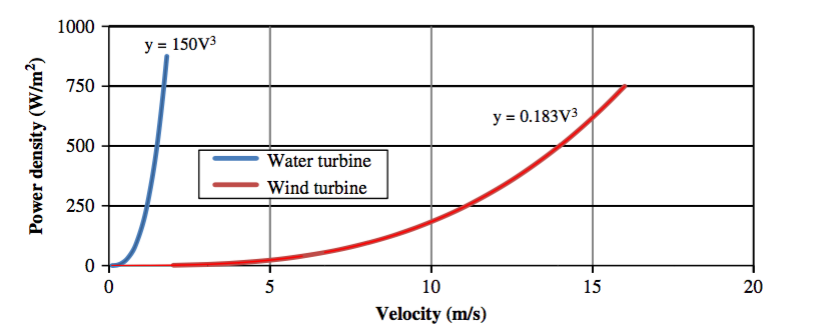 1000
y = 150V³
750
y = 0.183V³
500
Water turbine
Wind turbine
250
0
0 5 10 15 20
Velocity (m/s)
Power density (W/m²)